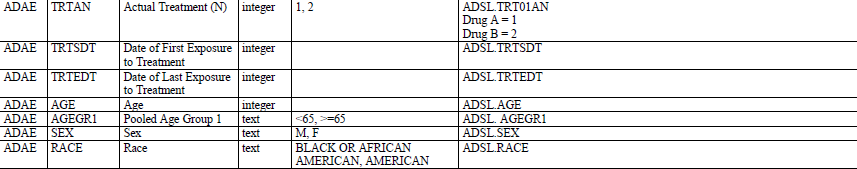 ADAE TRTAN Actual Treatment (N) integer 1, 2 ADSL.TRT01AN
Drug A = 1
Drug B = 2
ADAE TRTSDT Date of First Exposure integer ADSL.TRTSDT
to Treatment
ADAE TRTEDT Date of Last Exposure integer ADSL.TRTEDT
to Treatment
ADAE AGE Age integer ADSL.AGE
ADAE AGEGR1 Pooled Age Group 1 text <65, >=65 ADSL. AGEGR1
ADAE SEX Sex text M, F ADSL.SEX
ADAE RACE Race text BLACK OR AFRICAN ADSL.RACE
AMERICAN, AMERICAN